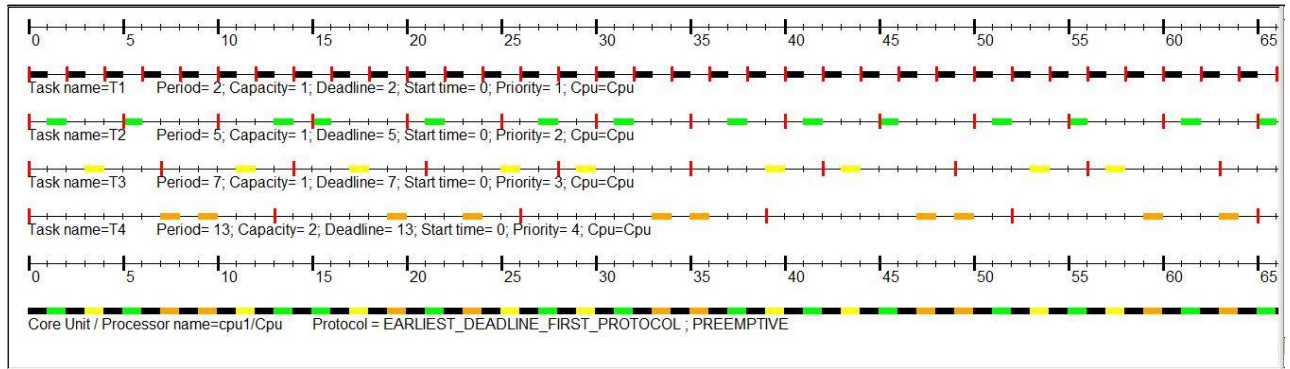 0 5 10 15 20 25 30 35 40 45 50 55 60 65
Task name=T1 Period= 2; Capacity= 1; Deadline= 2; Start time= 0; Priority= 1; Cpu=Cpu
Task name=T2 Period= 5; Capacity= 1; Deadline= 5; Start time= 0; Priority= 2; Cpu=Cpu
Task name=T3 Period= 7; Capacity= 1; Deadline= 7; Start time= 0; Priority= 3; Cpu=Cpu
Task name=T4 Period= 13; Capacity= 2; Deadline= 13; Start time= 0; Priority= 4; Cpu=Cpu
0 5 10 15 20 25 30 35 40 45 50 55 60 65
Core Unit / Processor name=cpu1/Cpu Protocol = EARLIEST_DEADLINE_FIRST_PROTOCOL ; PREEMPTIVE